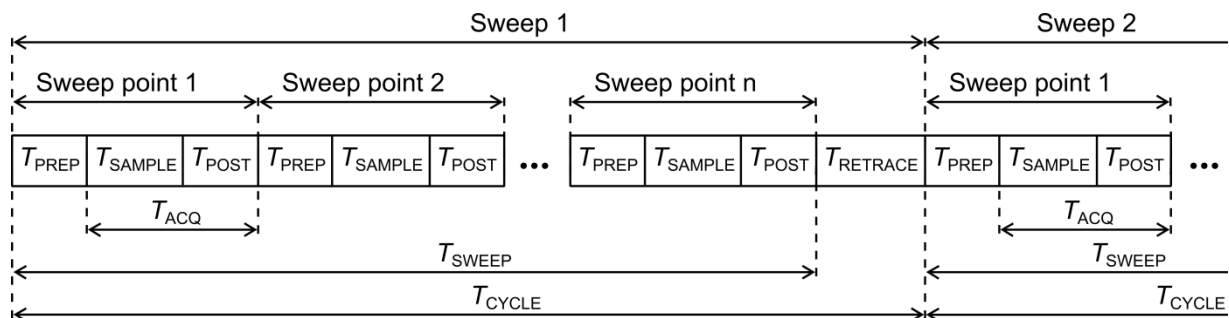 Sweep 1 Sweep 2
Sweep point 1 Sweep point 2 Sweep point n Sweep point 1
TPREP TSAMPLE TPOST TPREP TSAMPLE TPOST ••• TPREP TSAMPLE TPOST TRETRACE TPREP TSAMPLE TPOST •••
TACQ TACQ
TSWEEP TSWEEP
TCYCLE TCYCLE